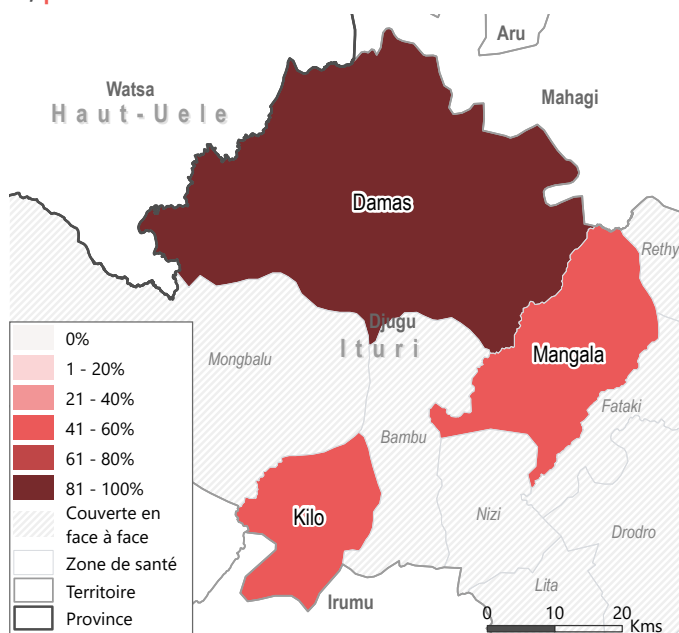 Aru
Watsa
Haut-Uele
Mahagi
Damas
Rethy
Djugu
Ituri
Mongbalu
Mangala
Fataki
Bambu
Kilo
Nizi
Drodro
Lita
Irumu
0%
1 - 20%
21 - 40%
41 - 60%
61 - 80%
81 - 100%
Couverte en
face à face
Zone de santé
Territoire
Province
0 10 20
Kms